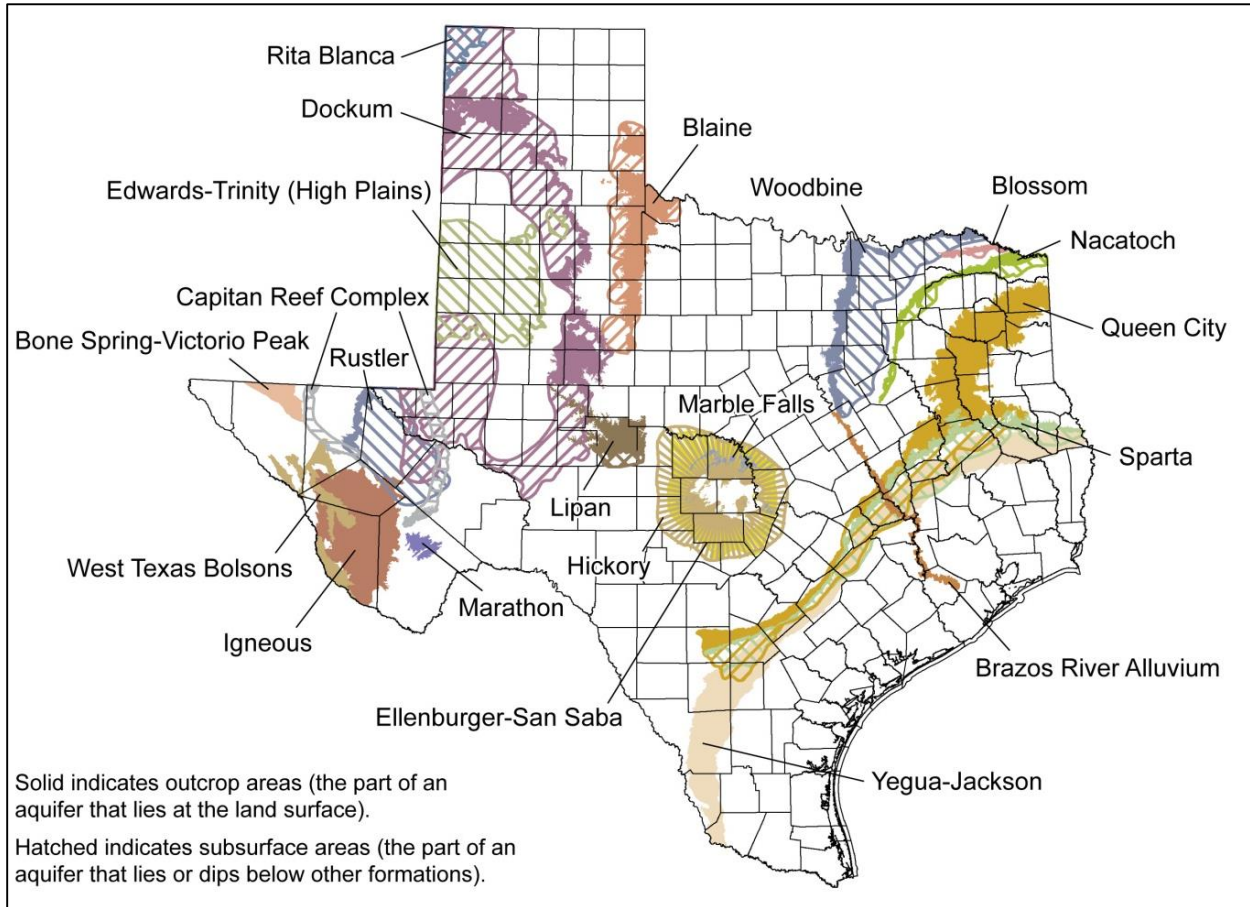 Rita Blanca
Dockum
Blaine
Edwards-Trinity (High Plains)
Woodbine
Blossom
Nacatoch
Capitan Reef Complex
Queen City
Bone Spring-Victorio Peak
Rustler
Marble Falls
Sparta
Lipan
West Texas Bolsons
Hickory
Marathon
Igneous
Brazos River Alluvium
Ellenburger-San Saba
Yegua-Jackson
Solid indicates outcrop areas (the part of an
aquifer that lies at the land surface).
Hatched indicates subsurface areas (the part of an
aquifer that lies or dips below other formations).